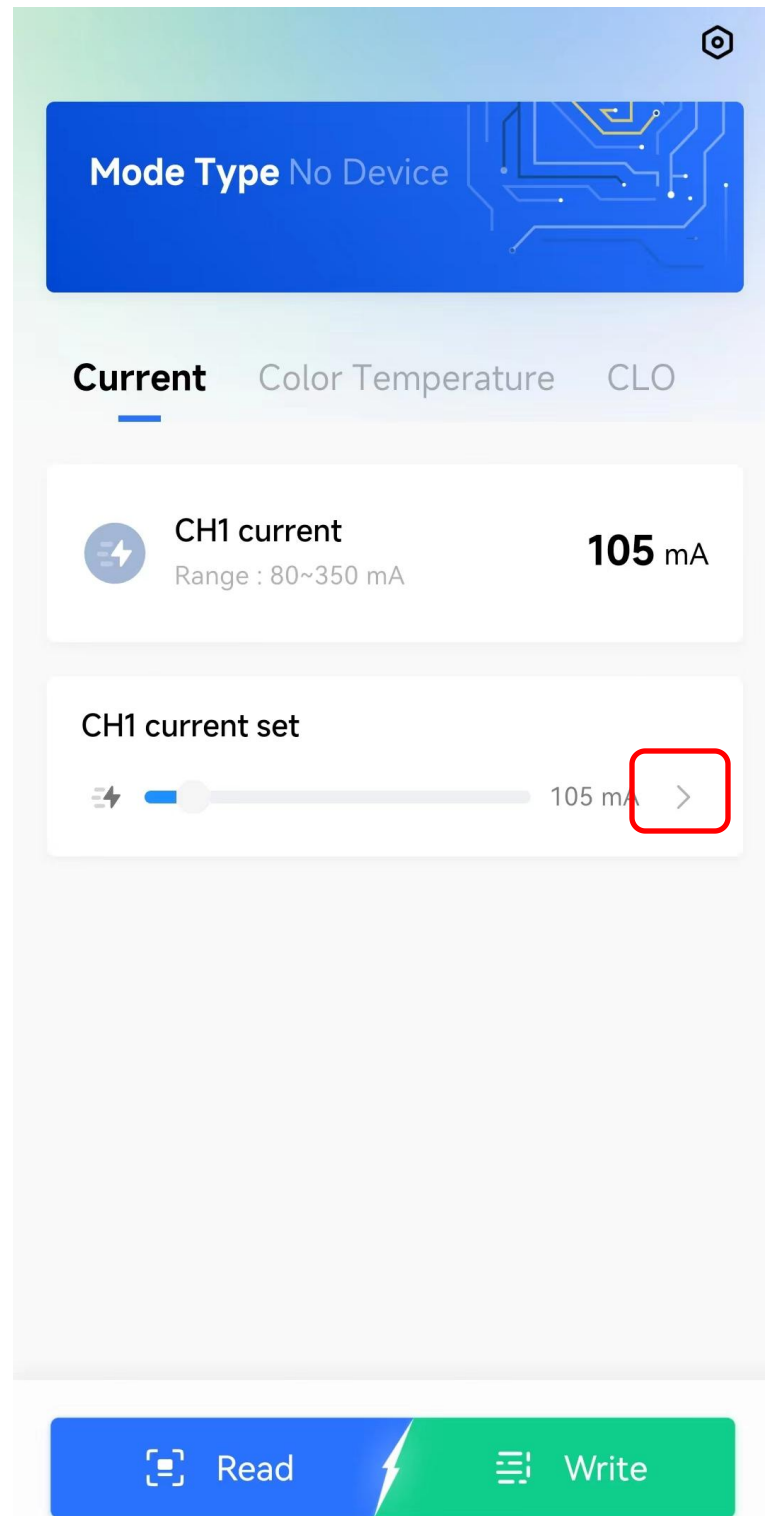 Mode Type No Device
Current Color Temperature CLO
CH1 current
Range : 80~350 mA
105 mA
CH1 current set
105 mA
Read Write